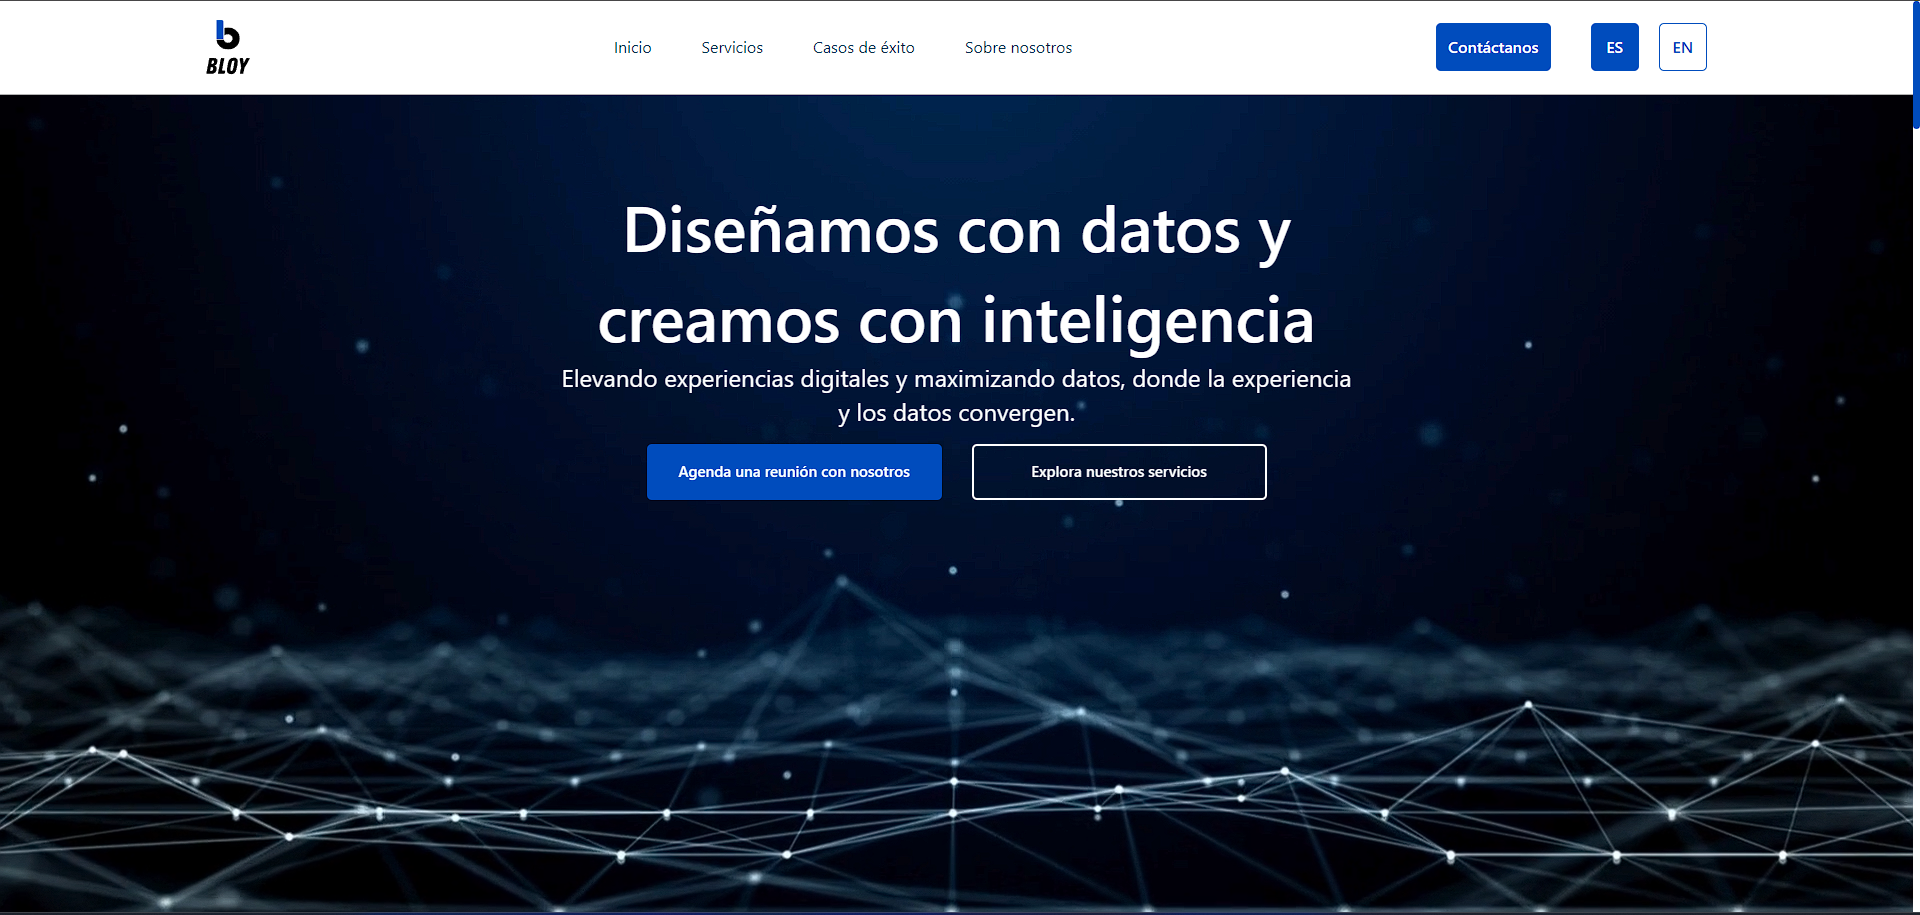 BLOY
Inicio
Servicios
Casos de éxito
Sobre nosotros
Contáctanos
ES
EN
Diseñamos con datos y
creamos con inteligencia
Elevando experiencias digitales y maximizando datos, donde la experiencia
y los datos convergen.
Agenda una reunión con nosotros
Explora nuestros servicios